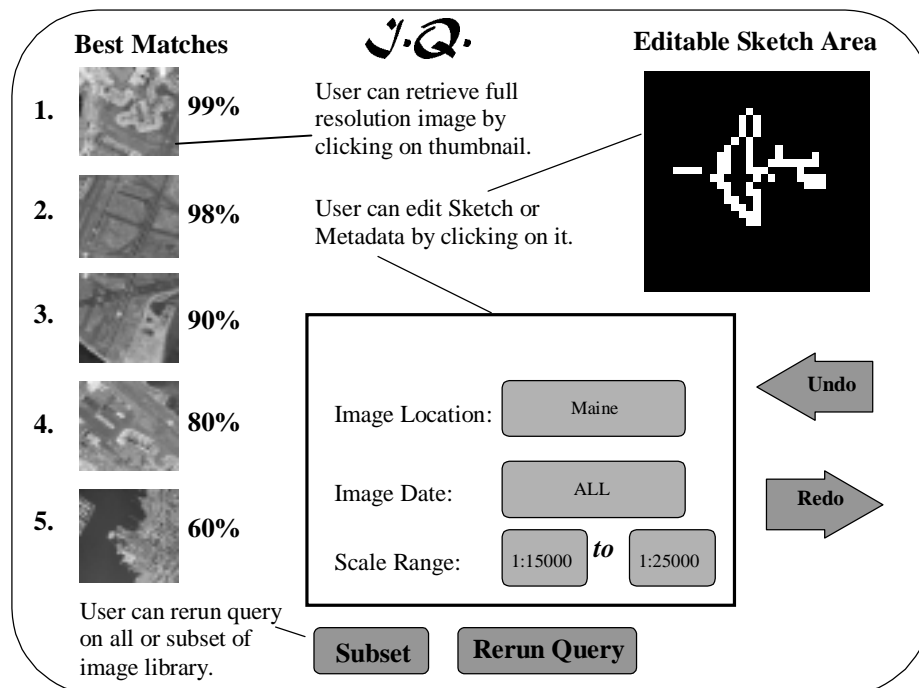 Best Matches
I.Q.
Editable Sketch Area
1.
99%
User can retrieve full
resolution image by
clicking on thumbnail.
2.
98%
User can edit Sketch or
Metadata by clicking on it.
3.
90%
4.
80%
5.
60%
Image Location:
Maine
Image Date:
ALL
Scale Range:
1:15000
to
1:25000
Undo
Redo
User can rerun query
on all or subset of
image library.
Subset
Rerun Query